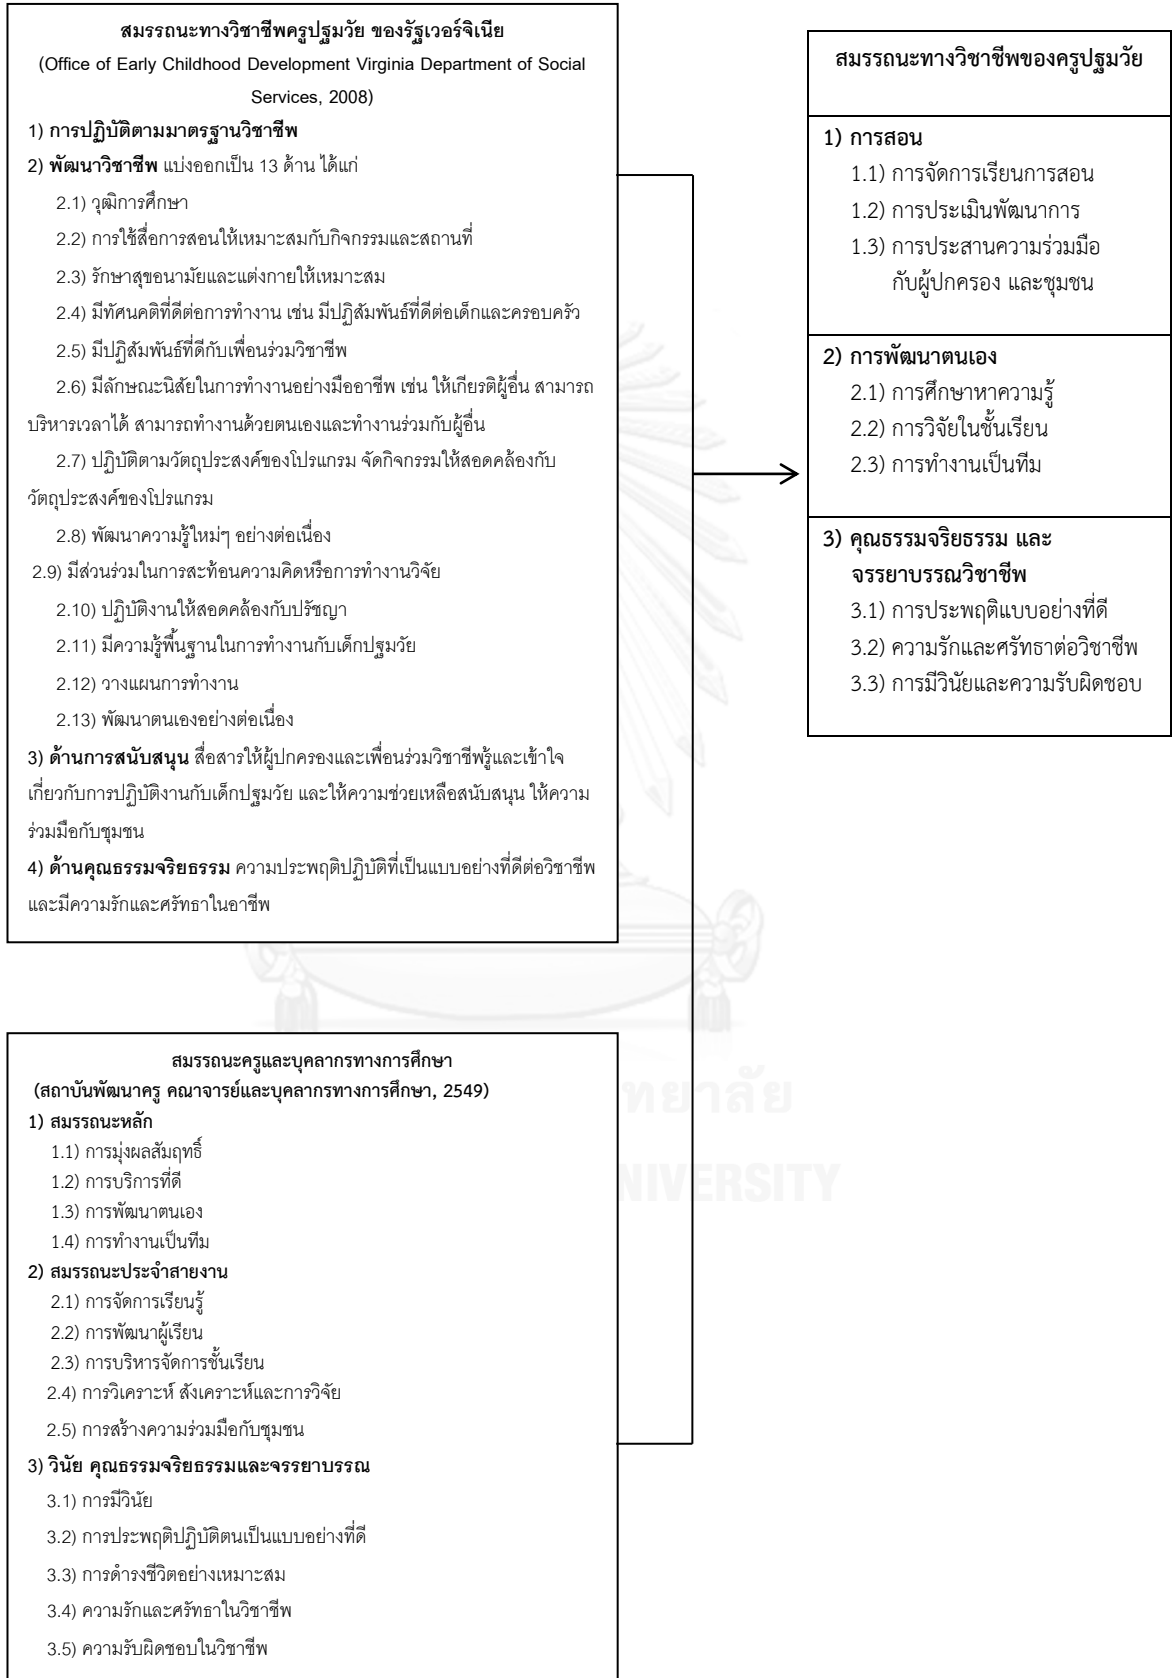 สมรรถนะทางวิชาชีพครูปฐมวัย ของรัฐเวอร์จิเนีย
(Office of Early Childhood Development Virginia Department of Social
Services, 2008)
1) การปฏิบัติตามมาตรฐานวิชาชีพ
2) พัฒนาวิชาชีพ แบ่งออกเป็น 13 ด้าน ได้แก่
2.1) วุฒิการศึกษา
2.2) การใช้สื่อการสอนให้เหมาะสมกับกิจกรรมและสถานที่
2.3) รักษาสุขอนามัยและแต่งกายให้เหมาะสม
2.4) มีทัศนคติที่ดีต่อการทำงาน เช่น มีปฏิสัมพันธ์ที่ดีต่อเด็กและครอบครัว
2.5) มีปฏิสัมพันธ์ที่ดีกับเพื่อนร่วมวิชาชีพ
2.6) มีลักษณะนิสัยในการทำงานอย่างมืออาชีพ เช่น ให้เกียรติผู้อื่น สามารถ
บริหารเวลาได้ สามารถทำงานด้วยตนเองและทำงานร่วมกับผู้อื่น
2.7) ปฏิบัติตามวัตถุประสงค์ของโปรแกรม จัดกิจกรรมให้สอดคล้องกับ
วัตถุประสงค์ของโปรแกรม
2.8) พัฒนาความรู้ใหม่ๆ อย่างต่อเนื่อง
2.9) มีส่วนร่วมในการสะท้อนความคิดหรือการทำงานวิจัย
2.10) ปฏิบัติงานให้สอดคล้องกับปรัชญา
2.11) มีความรู้พื้นฐานในการทำงานกับเด็กปฐมวัย
2.12) วางแผนการทำงาน
2.13) พัฒนาตนเองอย่างต่อเนื่อง
3) ด้านการสนับสนุน สื่อสารให้ผู้ปกครองและเพื่อนร่วมวิชาชีพรู้และเข้าใจ
เกี่ยวกับการปฏิบัติงานกับเด็กปฐมวัย และให้ความช่วยเหลือสนับสนุน ให้ความ
ร่วมมือกับชุมชน
4) ด้านคุณธรรมจริยธรรม ความประพฤติปฏิบัติที่เป็นแบบอย่างที่ดีต่อวิชาชีพ
และมีความรักและศรัทธาในอาชีพ
สมรรถนะครูและบุคลากรทางการศึกษา
(สถาบันพัฒนาครู คณาจารย์และบุคลากรทางการศึกษา, 2549)
1) สมรรถนะหลัก
1.1) การมุ่งผลสัมฤทธิ์
1.2) การบริการที่ดี
1.3) การพัฒนาตนเอง
1.4) การทำงานเป็นทีม
2) สมรรถนะประจำสายงาน
2.1) การจัดการเรียนรู้
2.2) การพัฒนาผู้เรียน
2.3) การบริหารจัดการชั้นเรียน
2.4) การวิเคราะห์ สังเคราะห์และการวิจัย
2.5) การสร้างความร่วมมือกับชุมชน
3) วินัย คุณธรรมจริยธรรมและจรรยาบรรณ
3.1) การมีวินัย
3.2) การประพฤติปฏิบัติตนเป็นแบบอย่างที่ดี
3.3) การดำรงชีวิตอย่างเหมาะสม
3.4) ความรักและศรัทธาในวิชาชีพ
3.5) ความรับผิดชอบในวิชาชีพ
สมรรถนะทางวิชาชีพของครูปฐมวัย
1) การสอน
1.1) การจัดการเรียนการสอน
1.2) การประเมินพัฒนาการ
1.3) การประสานความร่วมมือ
กับผู้ปกครอง และชุมชน
2) การพัฒนาตนเอง
2.1) การศึกษาหาความรู้
2.2) การวิจัยในชั้นเรียน
2.3) การทำงานเป็นทีม
3) คุณธรรมจริยธรรม และ
จรรยาบรรณวิชาชีพ
3.1) การประพฤติแบบอย่างที่ดี
3.2) ความรักและศรัทธาต่อวิชาชีพ
3.3) การมีวินัยและความรับผิดชอบ
ทยาลัย
NIVERSITY